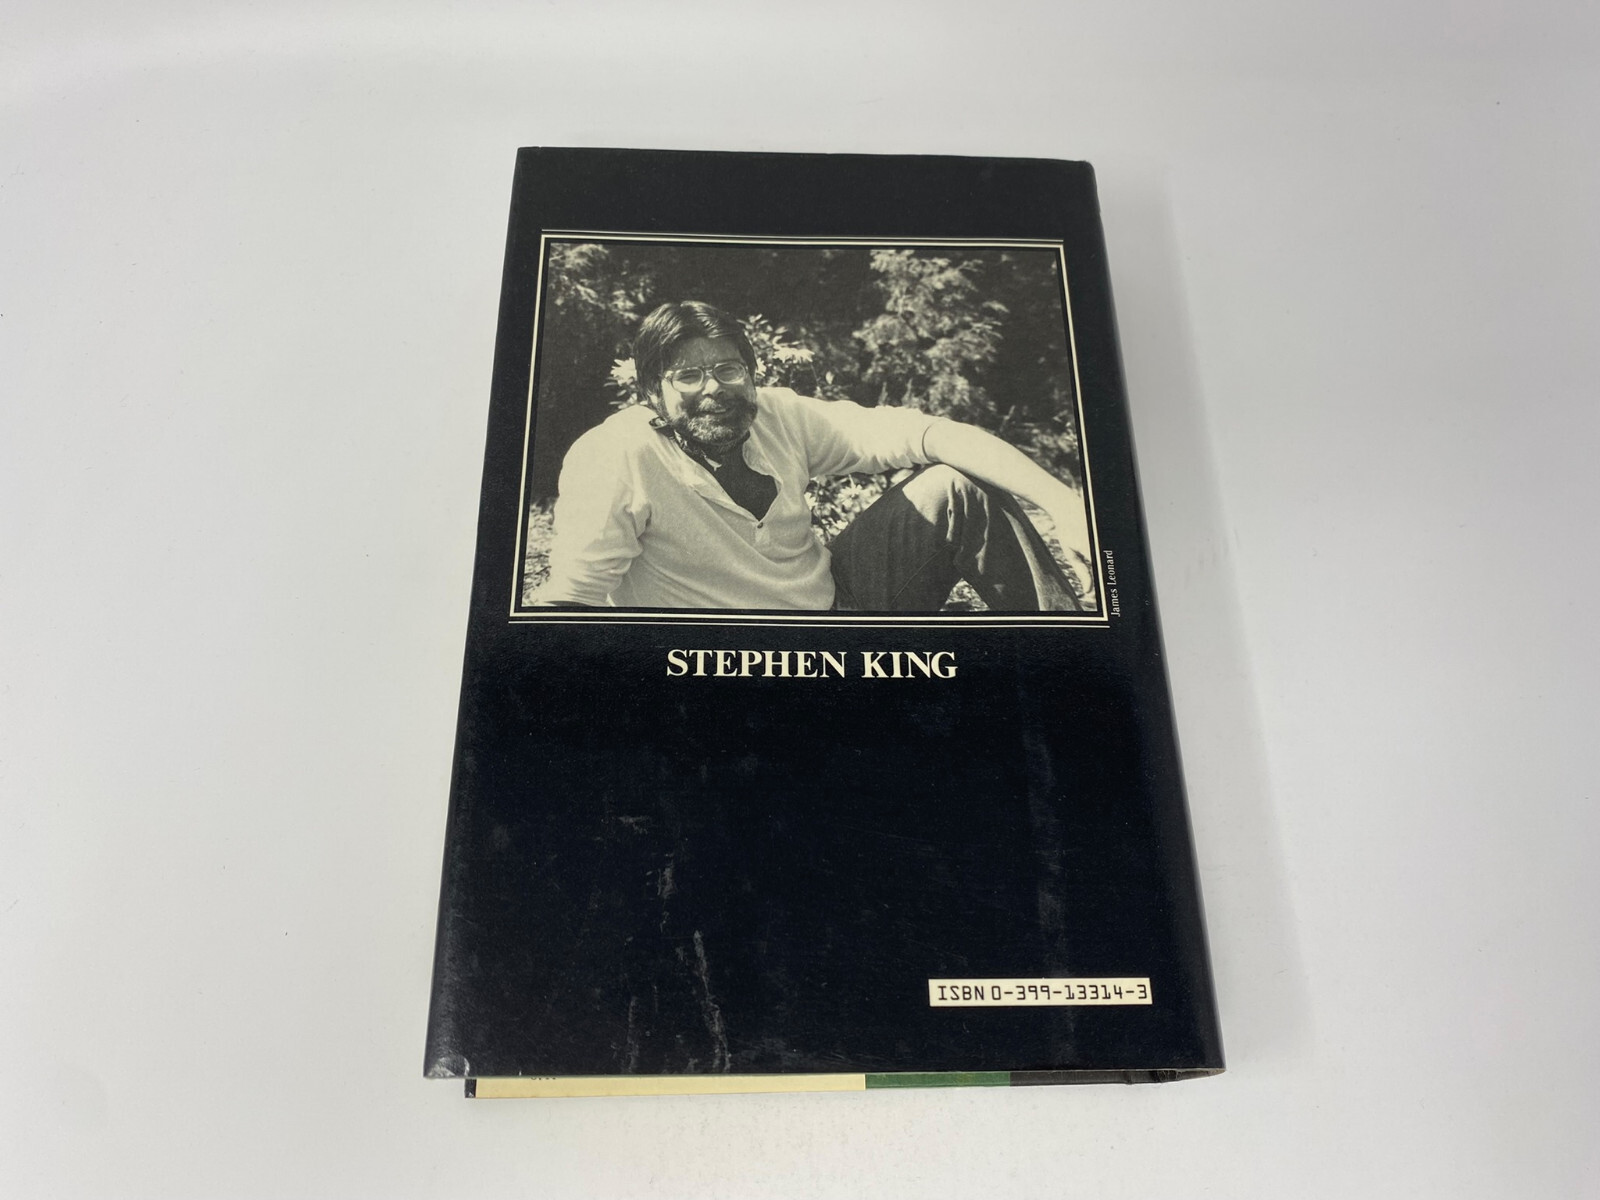 James Leonard
STEPHEN KING
ISBN 0-399-13314-3